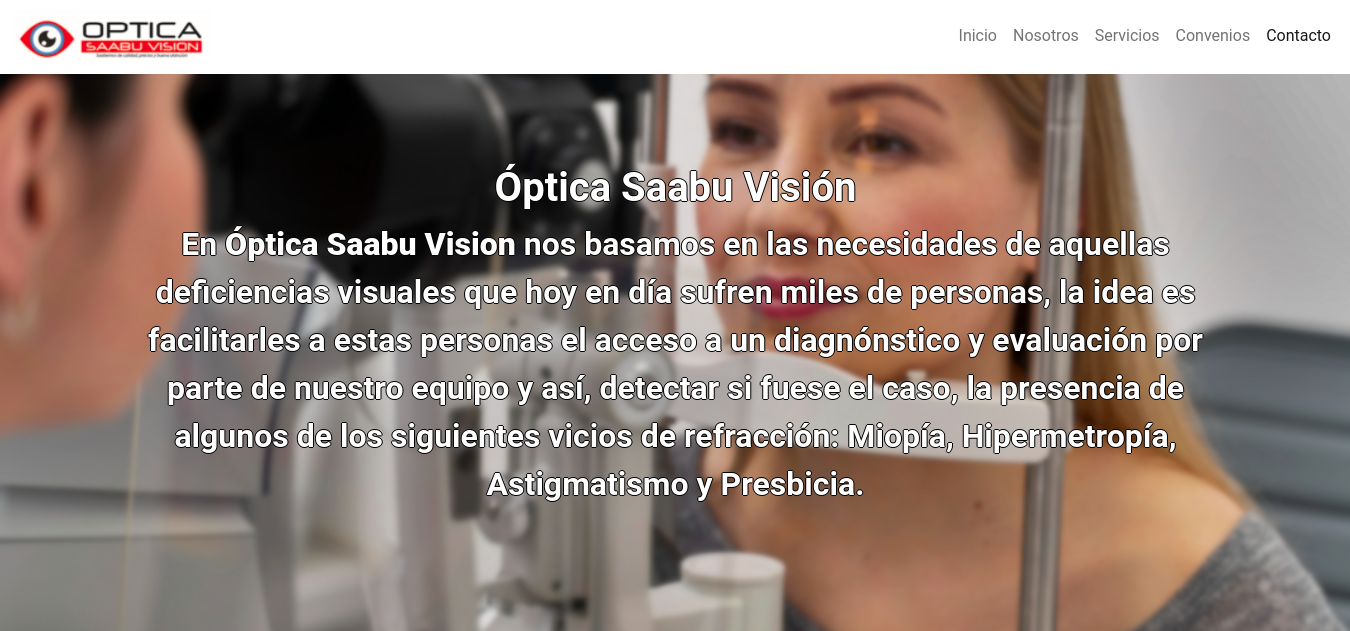 OPTICA
SAABU VISION
Inicio Nosotros Servicios Convenios Contacto
Óptica Saabu Visión
En Óptica Saabu Vision nos basamos en las necesidades de aquellas
deficiencias visuales que hoy en día sufren miles de personas, la idea es
facilitarles a estas personas el acceso a un diagnónstico y evaluación por
parte de nuestro equipo y así, detectar si fuese el caso, la presencia de
algunos de los siguientes vicios de refracción: Miopía, Hipermetropía,
Astigmatismo y Presbicia.